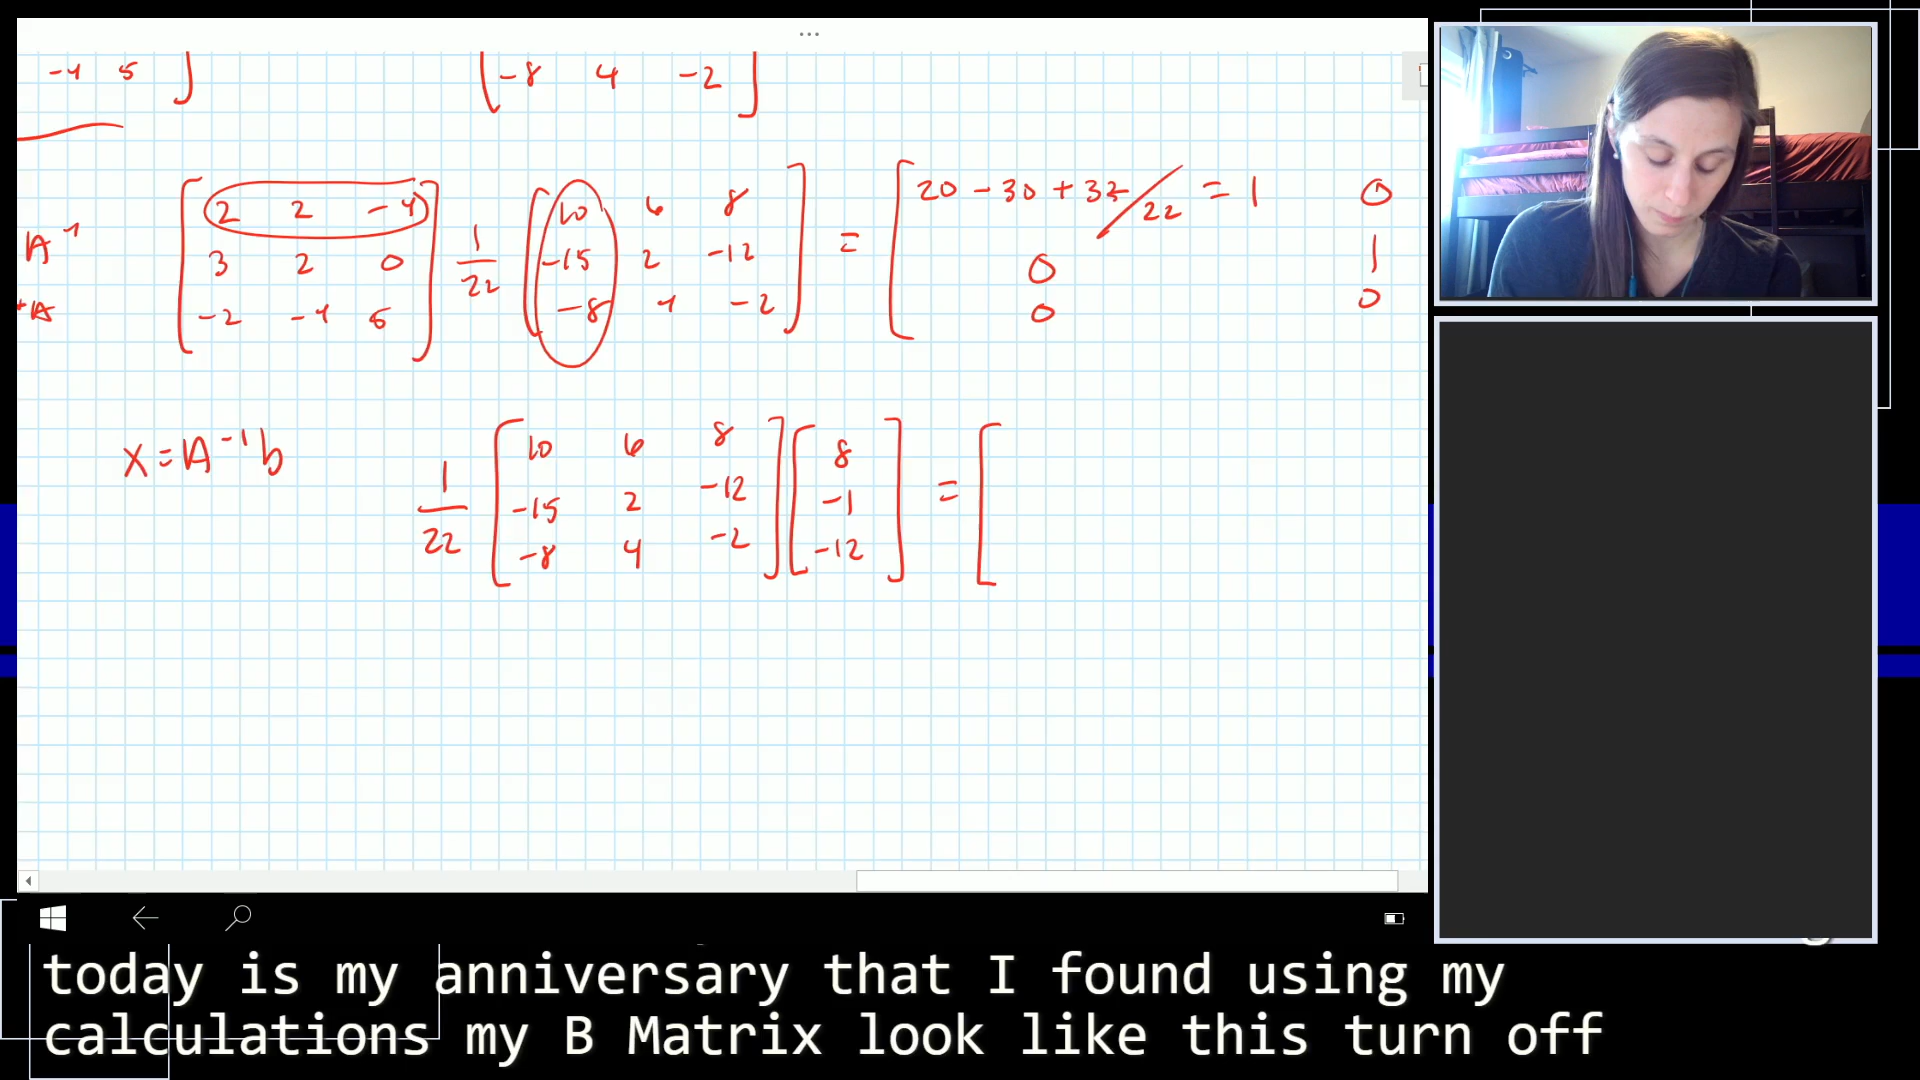 -4 5 ]
[ -8 4 -2 ]
[ 2 2 -4 ] [ 10 6 8 ] [ 20 - 30 + 32 / 22 = 1 0
A⁻¹ [ 3 2 0 ] 1/22 [ -15 2 -12 ] = [ 0 1
A [ -2 -4 5 ] [ -8 4 -2 ] [ 0 0
x = A⁻¹b
[ 10 6 8 ] [ 8 ] [
1/22 [ -15 2 -12 ] [ -1 ] = [
[ -8 4 -2 ] [ -12 ] [
today is my anniversary that I found using my
calculations my B Matrix look like this turn off